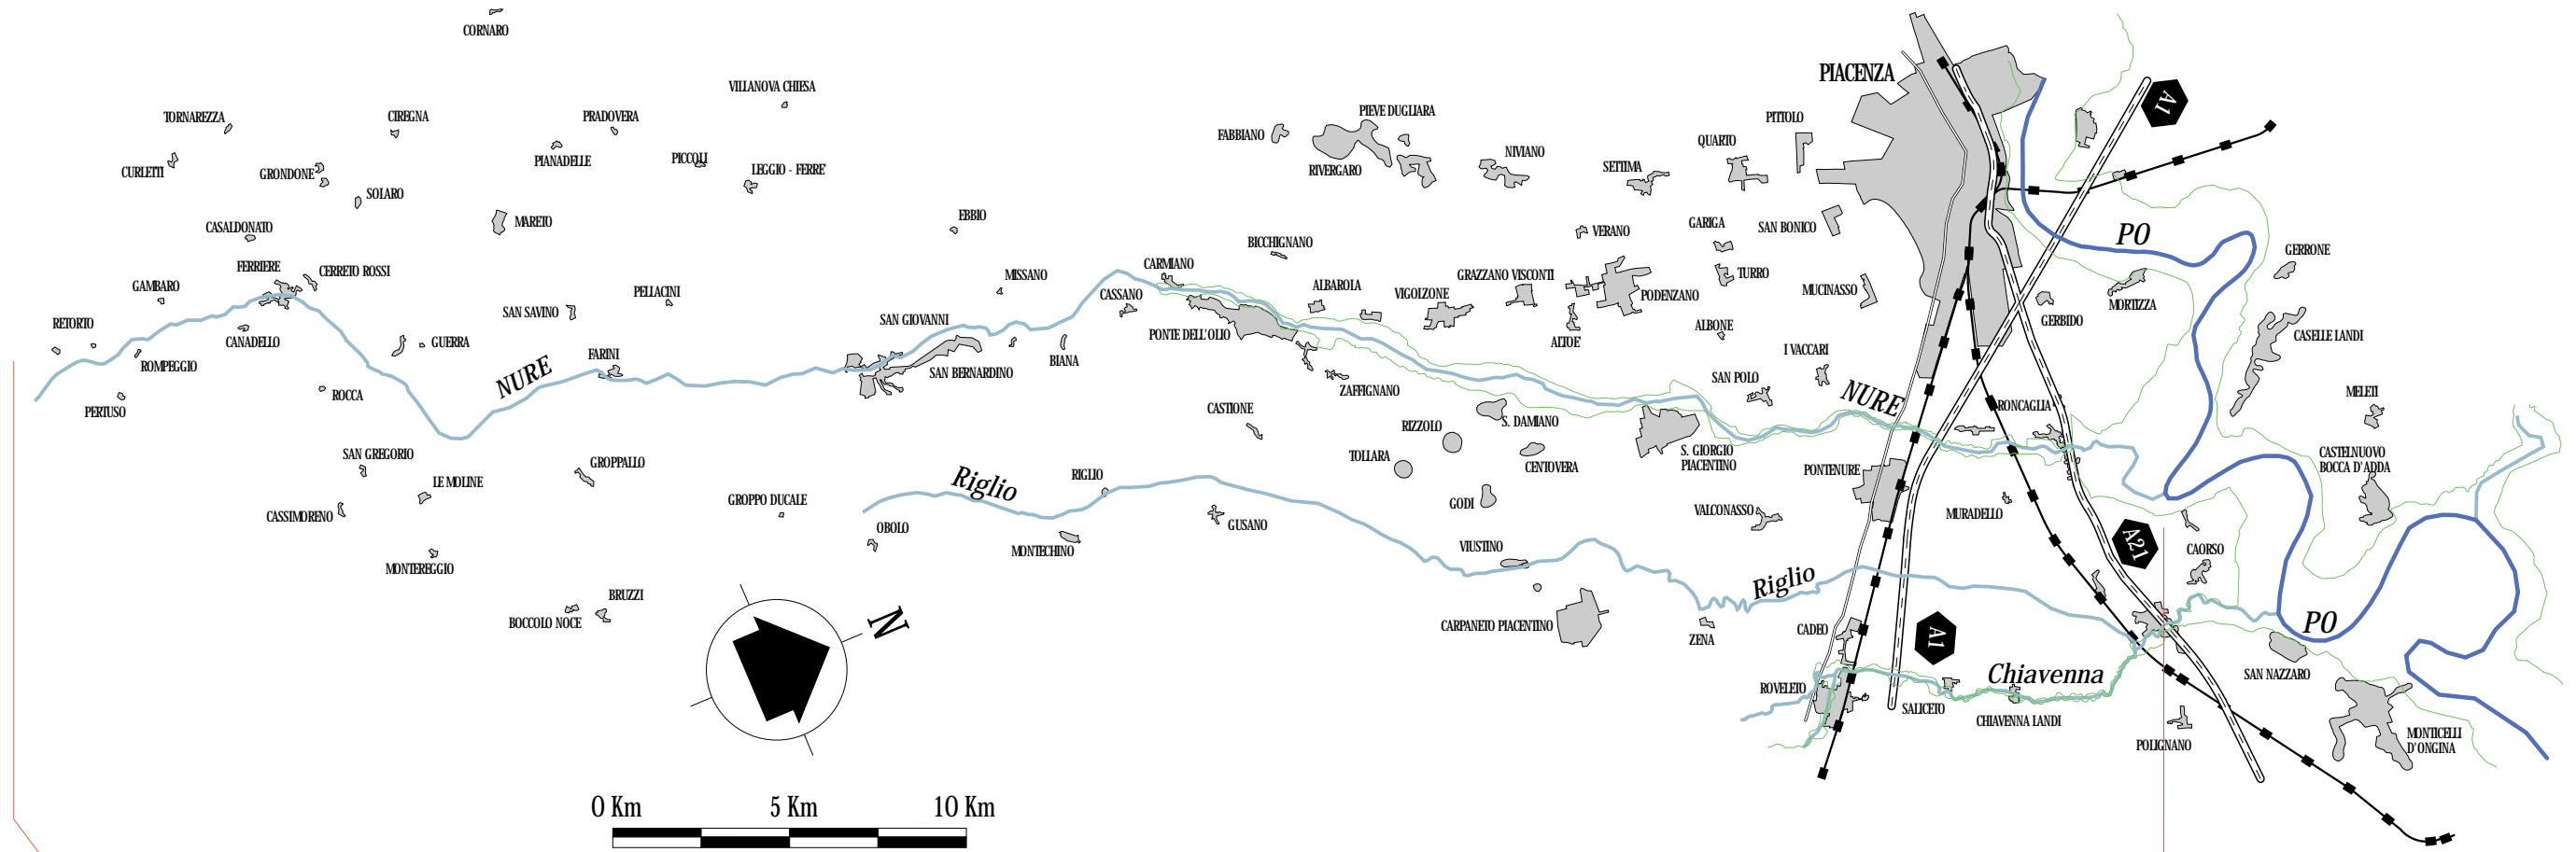 CORNARO
PIACENZA
VILLANOVA CHIESA
A1
TORNAREZZA
CIREGNA
PRADOVERA
PIEVE DUGLIARA
FABBIANO
PITTOLO
QUARTO
PIANADELLE
PICCOLI
NIVIANO
CURLETTI
GRONDONE
LEGGIO - FERRE'
RIVERGARO
SETTIMA
SOLARO
MARETO
EBBIO
CASALDONATO
VERANO
GARIGA
SAN BONICO
PO
BICCHIGNANO
GERRONE
FERRIERE
CERRETO ROSSI
CARMIANO
MISSANO
GRAZZANO VISCONTI
TURRO
GAMBARO
PELLACINI
CASSANO
ALBAROLA
VIGOLZONE
PODENZANO
MUCINASSO
MORTIZZA
SAN SAVINO
SAN GIOVANNI
RETORTO
GERBIDO
ALBONE
CANADELLO
GUERRA
PONTE DELL'OLIO
ALTOE'
CASELLE LANDI
FARINI
BIANA
I VACCARI
ROMPEGGIO
SAN BERNARDINO
SAN POLO
NURE
ZAFFIGNANO
NURE
ROCCA
MELETI
PERTUSO
CASTIONE
RONCAGLIA
RIZZOLO
S. DAMIANO
SAN GREGORIO
GROPPALLO
TOLLARA
CENTOVERA
S. GIORGIO
PIACENTINO
PONTENURE
CASTELNUOVO
BOCCA D'ADDA
LE MOLINE
Riglio
RIGLIO
GROPPO DUCALE
GODI
CASSIMORENO
OBOLO
GUSANO
VALCONASSO
MURADELLO
MONTECHINO
VIUSTINO
A21
CAORSO
MONTEREGGIO
Riglio
BRUZZI
BOCCOLO NOCE
N
CARPANETO PIACENTINO
ZENA
CADEO
A1
PO
Chiavenna
SAN NAZZARO
ROVELETO
SALICETO
CHIAVENNA LANDI
POLIGNANO
MONTICELLI
D'ONGINA
0 Km 5 Km 10 Km